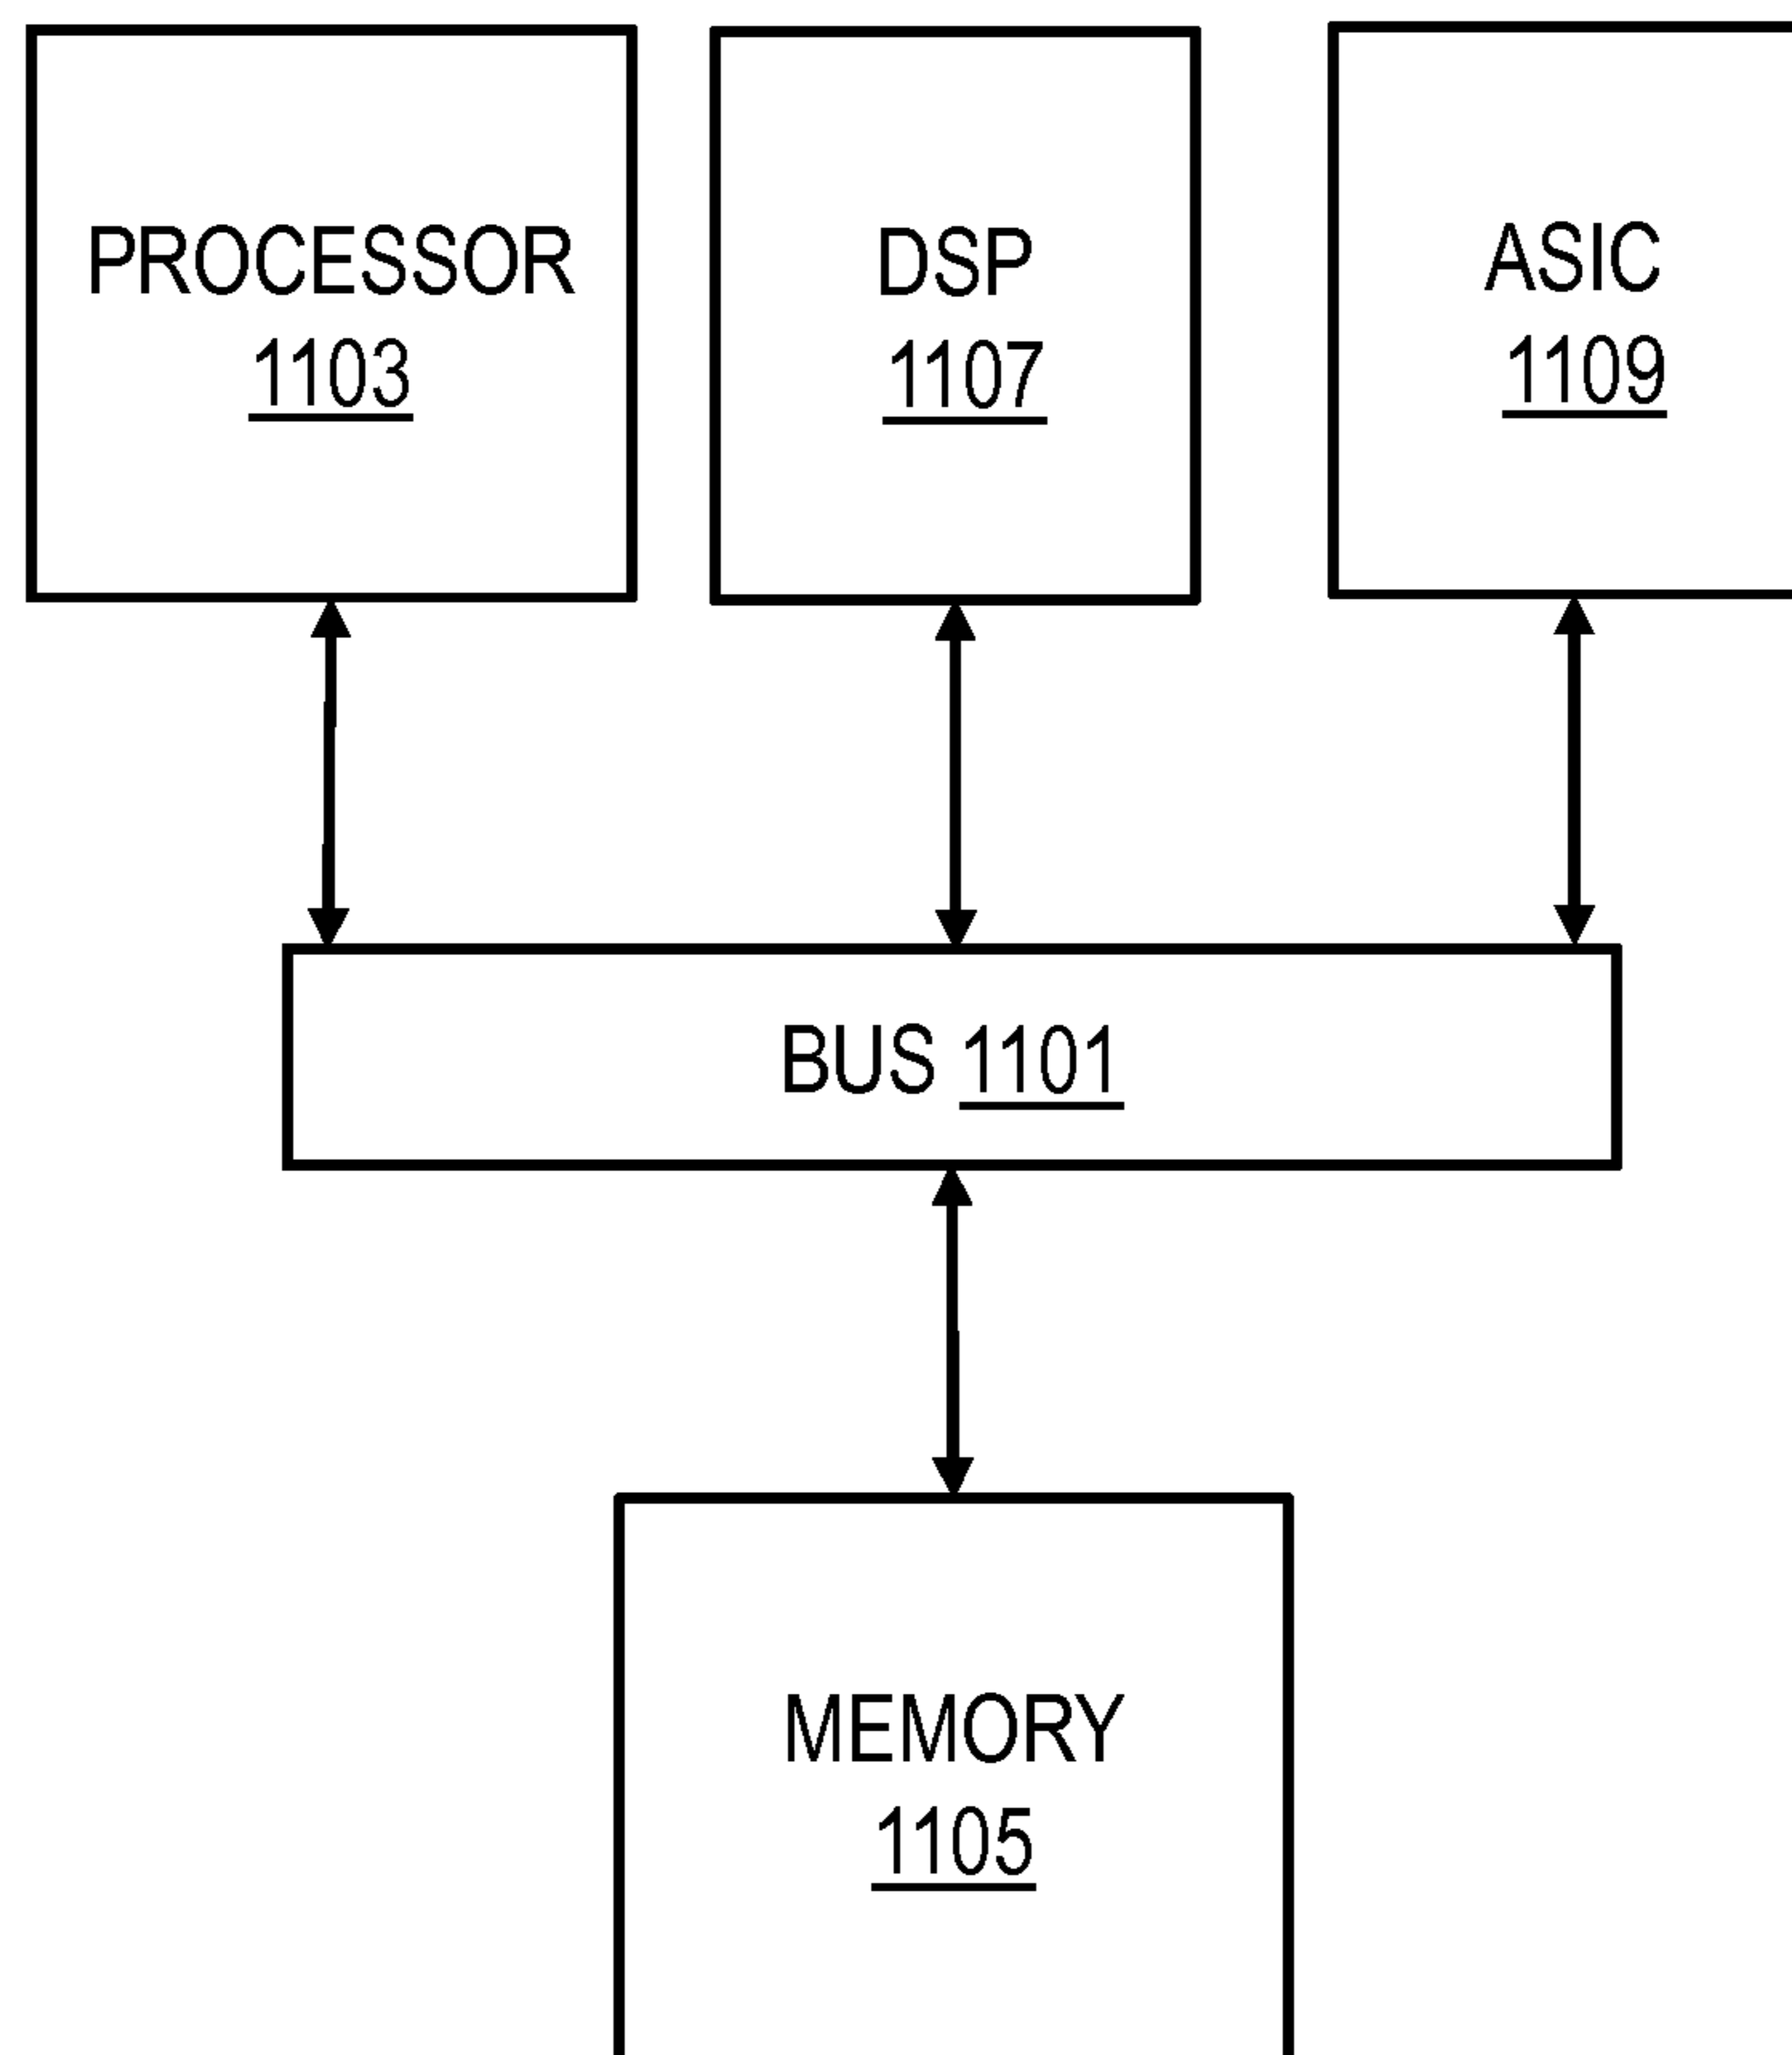 PROCESSOR
1103
DSP
1107
ASIC
1109
BUS 1101
MEMORY
1105